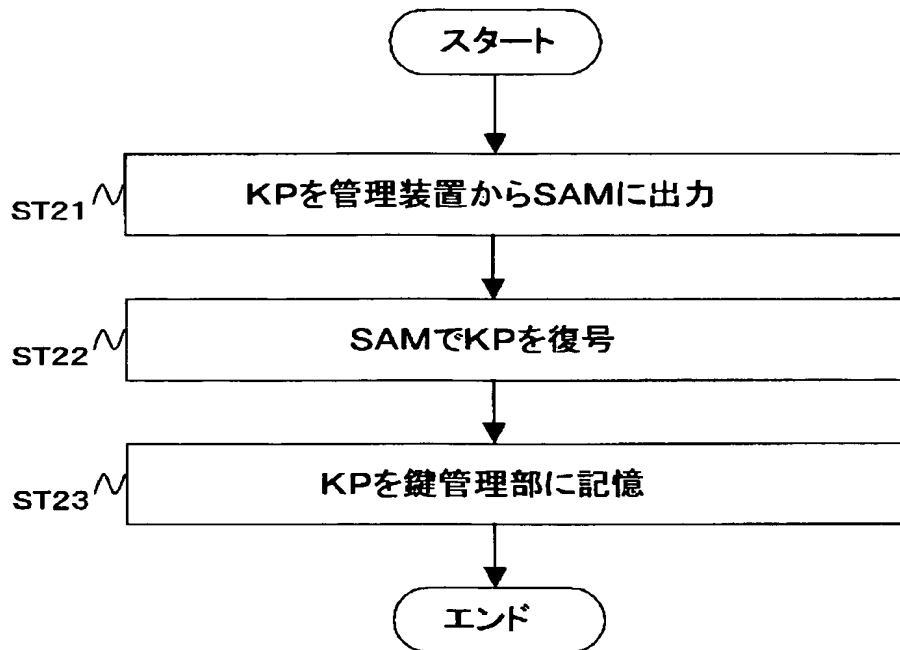 スタート
ST21
KPを管理装置からSAMに出力
ST22
SAMでKPを復号
ST23
KPを鍵管理部に記憶
エンド